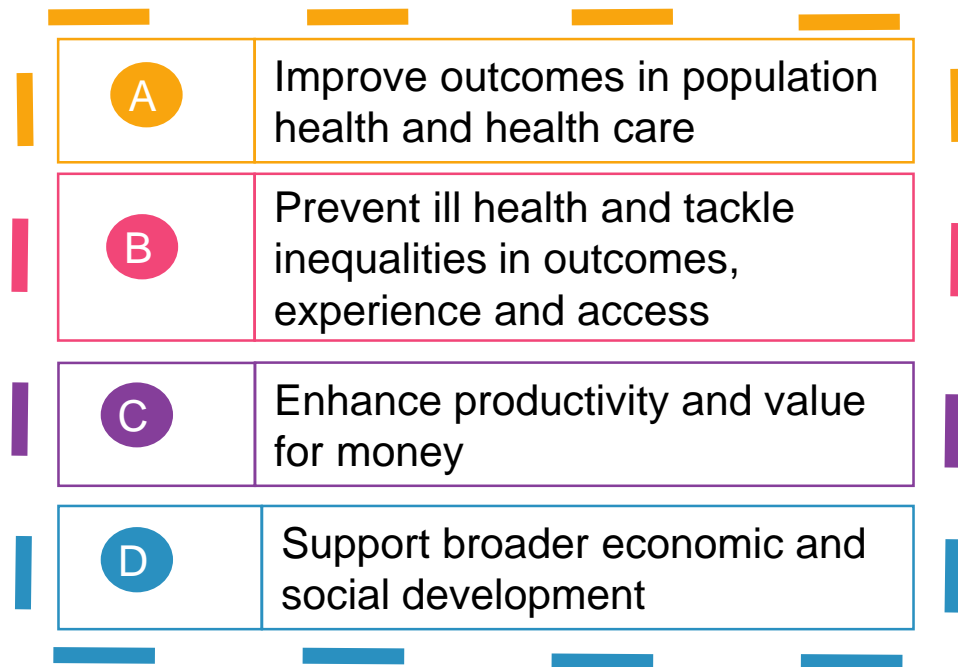 A
Improve outcomes in population
health and health care
B
Prevent ill health and tackle
inequalities in outcomes,
experience and access
C
Enhance productivity and value
for money
D
Support broader economic and
social development